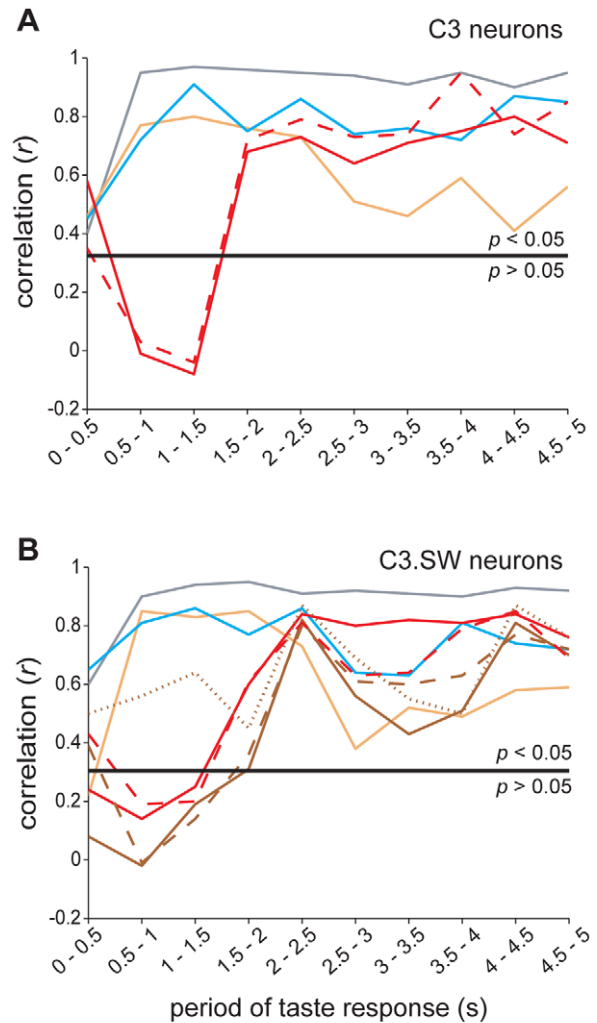 A
C3 neurons
correlation (r)
1
0.8
0.6
0.4
0.2
0
-0.2
p < 0.05
p > 0.05
0 - 0.5
0.5 - 1
1 - 1.5
1.5 - 2
2 - 2.5
2.5 - 3
3 - 3.5
3.5 - 4
4 - 4.5
4.5 - 5
B
C3.SW neurons
correlation (r)
1
0.8
0.6
0.4
0.2
0
-0.2
p < 0.05
p > 0.05
0 - 0.5
0.5 - 1
1 - 1.5
1.5 - 2
2 - 2.5
2.5 - 3
3 - 3.5
3.5 - 4
4 - 4.5
4.5 - 5
period of taste response (s)